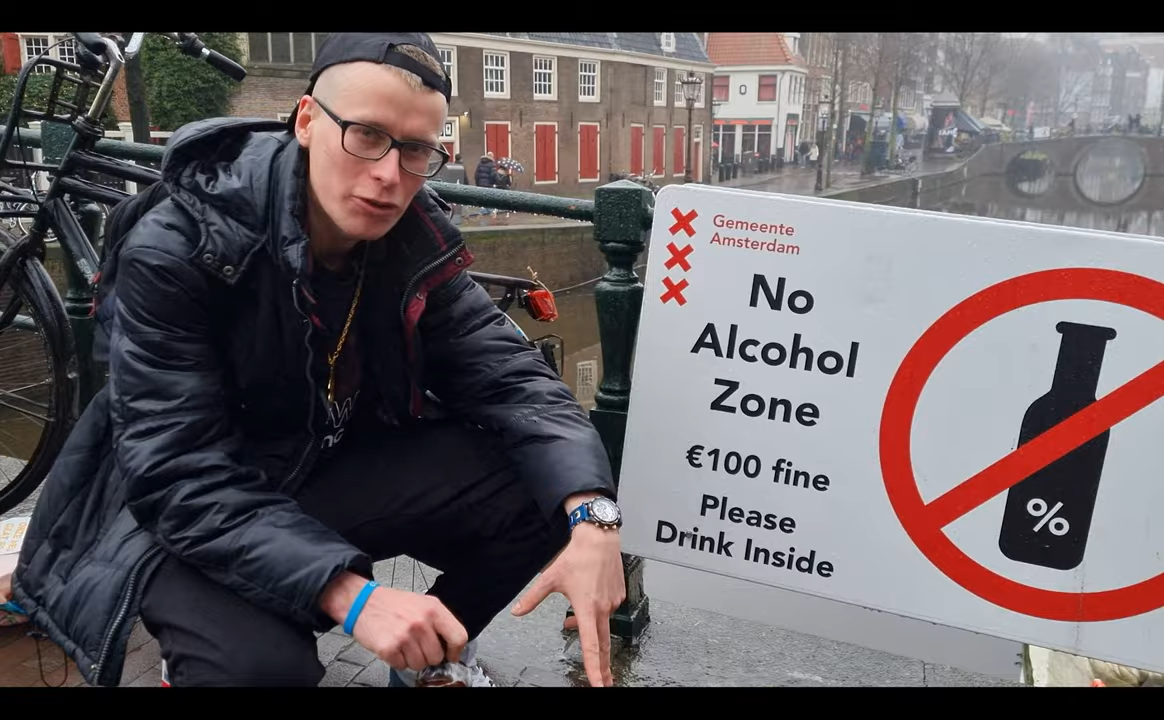 Gemeente
Amsterdam
No
Alcohol
Zone
€100 fine
Please
Drink Inside
%